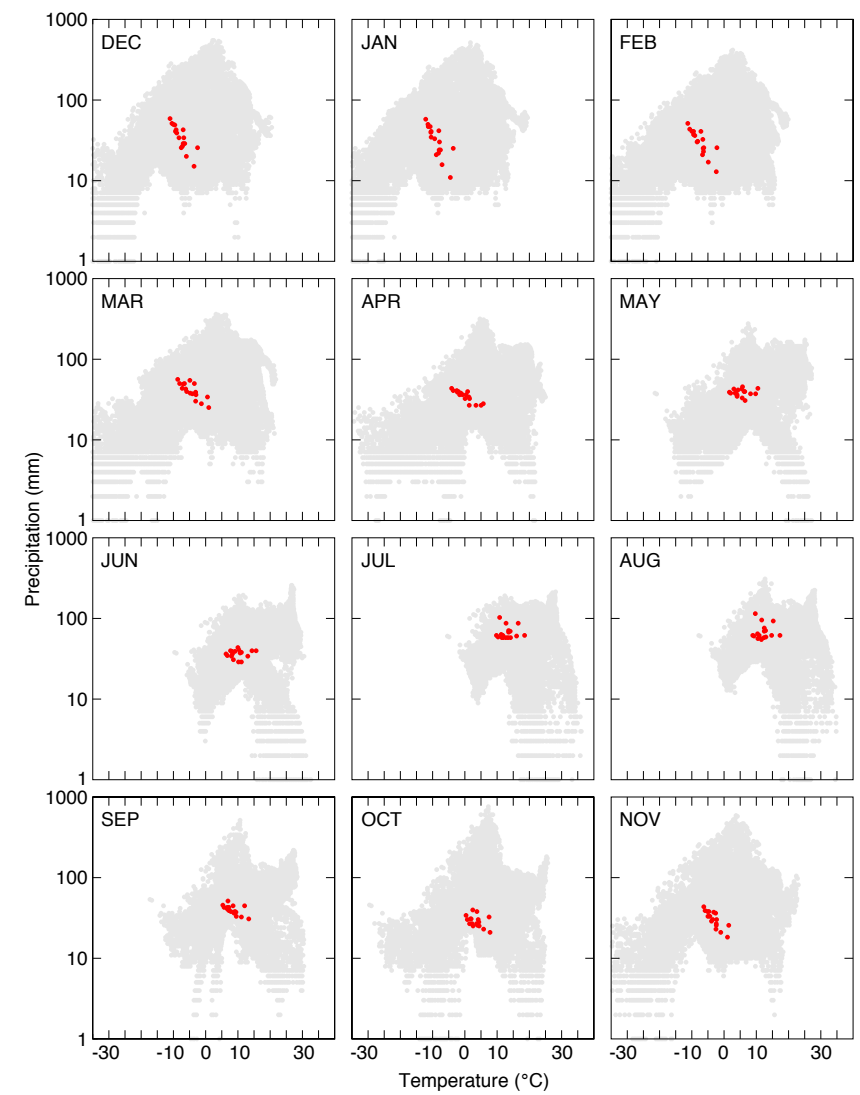 1000
DEC
JAN
FEB
100
10
1
1000
MAR
APR
MAY
100
10
1
Precipitation (mm)
1000
JUN
JUL
AUG
100
10
1
1000
SEP
OCT
NOV
100
10
1
-30 -10 0 10 30 -30 -10 0 10 30 -30 -10 0 10 30
Temperature (°C)